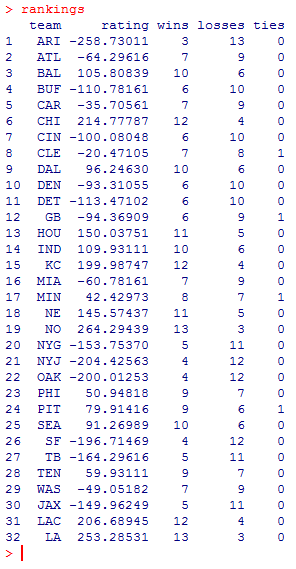 > rankings
team rating wins losses ties
1 ARI -258.73011 3 13 0
2 ATL -64.29616 7 9 0
3 BAL 105.80839 10 6 0
4 BUF -110.78161 6 10 0
5 CAR -35.70561 7 9 0
6 CHI 214.77787 12 4 0
7 CIN -100.08048 6 10 0
8 CLE -20.47105 7 8 1
9 DAL 96.24630 10 6 0
10 DEN -93.31055 6 10 0
11 DET -113.47102 6 10 0
12 GB -94.36909 6 9 1
13 HOU 150.03751 11 5 0
14 IND 109.93111 10 6 0
15 KC 199.98747 12 4 0
16 MIA -60.78161 7 9 0
17 MIN 42.42973 8 7 1
18 NE 145.57437 11 5 0
19 NO 264.29439 13 3 0
20 NYG -153.75370 5 11 0
21 NYJ -204.42563 4 12 0
22 OAK -200.01253 4 12 0
23 PHI 50.94818 9 7 0
24 PIT 79.91416 9 6 1
25 SEA 91.26989 10 6 0
26 SF -196.71469 4 12 0
27 TB -164.29616 5 11 0
28 TEN 59.93111 9 7 0
29 WAS -49.05182 7 9 0
30 JAX -149.96249 5 11 0
31 LAC 206.68945 12 4 0
32 LA 253.28531 13 3 0
>